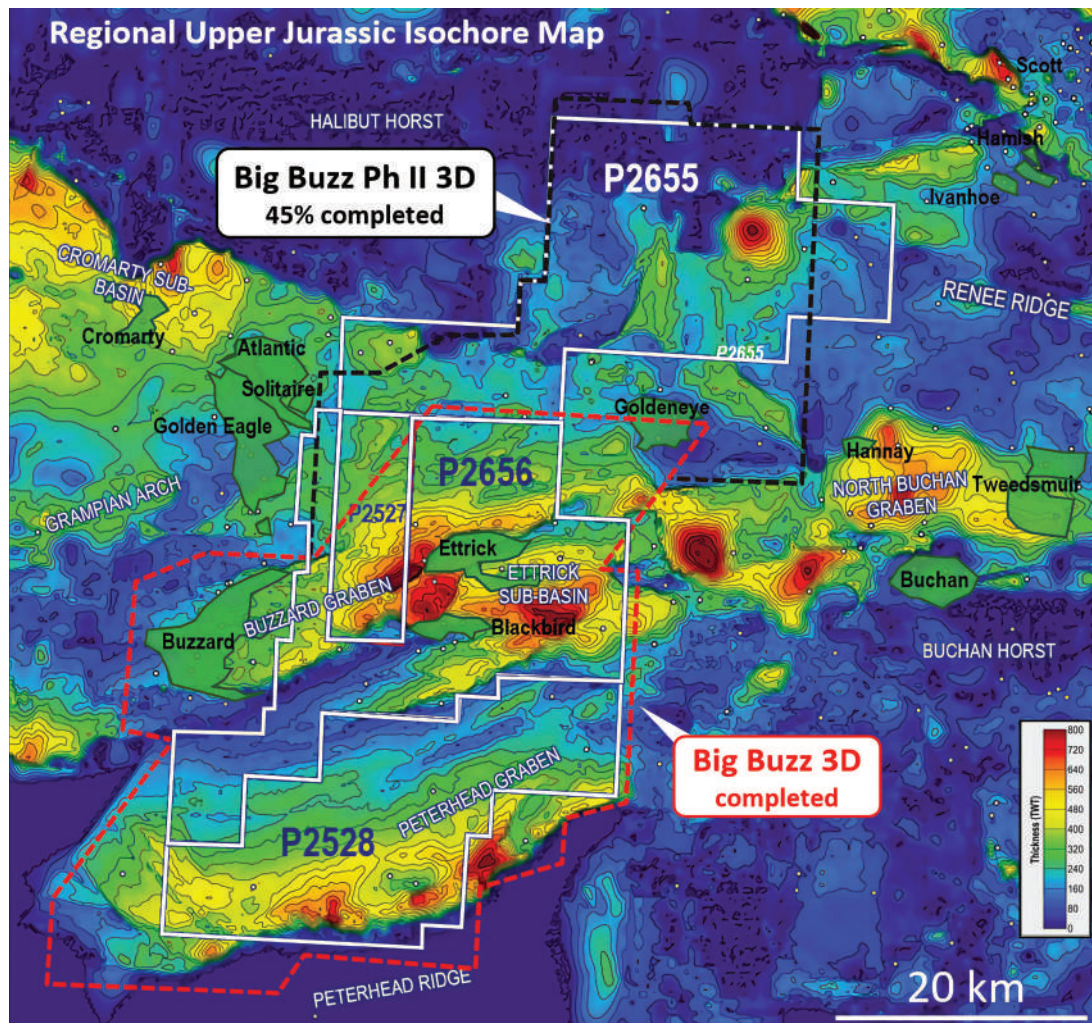 Regional Upper Jurassic Isochore Map
Scott
HALIBUT HORST
Hamish
Big Buzz Ph II 3D
45% completed
P2655
Ivanhoe
CROMARTY SUB-
BASIN
RENEE RIDGE
Cromarty
Atlantic
P2655
Solitaire
Golden Eagle
Goldeneye
Hannay
P2656
NORTH BUCHAN
GRABEN
Tweedsmuir
GRAMPIAN ARCH
P2527
Ettrick
ETTRICK
SUB-BASIN
Buchan
BUZZARD GRABEN
Buzzard
Blackbird
BUCHAN HORST
Big Buzz 3D
completed
PETERHEAD GRABEN
P2528
Thickness (TWT)
800
720
640
560
480
400
320
240
160
80
0
PETERHEAD RIDGE
20 km